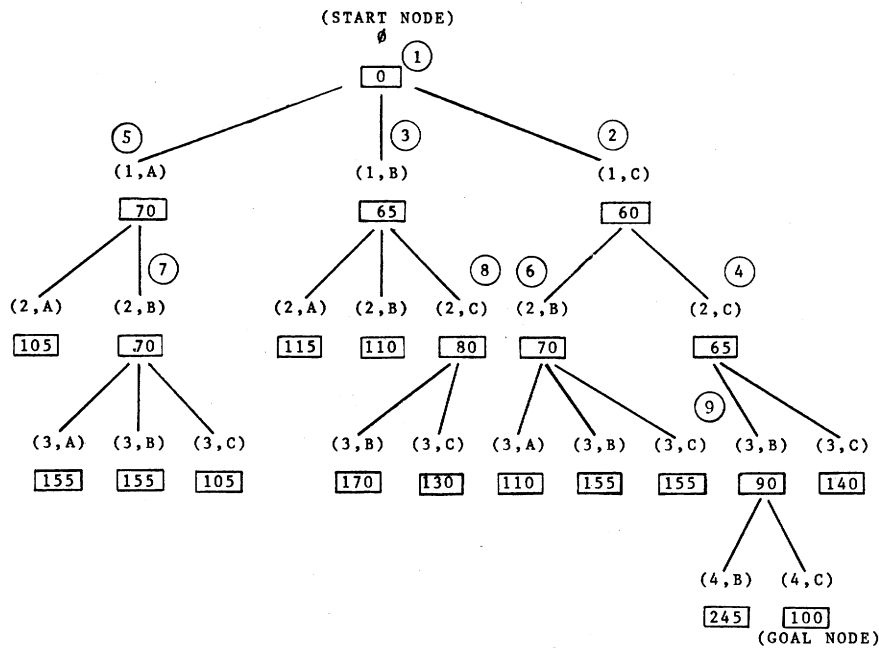 (START NODE)
∅
1
0
5
3
2
(1,A)
(1,B)
(1,C)
70
65
60
7
8
6
4
(2,A)
(2,B)
(2,A)
(2,B)
(2,C)
(2,B)
(2,C)
105
.70
115
110
80
70
65
9
(3,A)
(3,B)
(3,C)
(3,B)
(3,C)
(3,A)
(3,B)
(3,C)
(3,B)
(3,C)
155
155
105
170
130
110
155
155
90
140
(4,B)
(4,C)
245
100
(GOAL NODE)